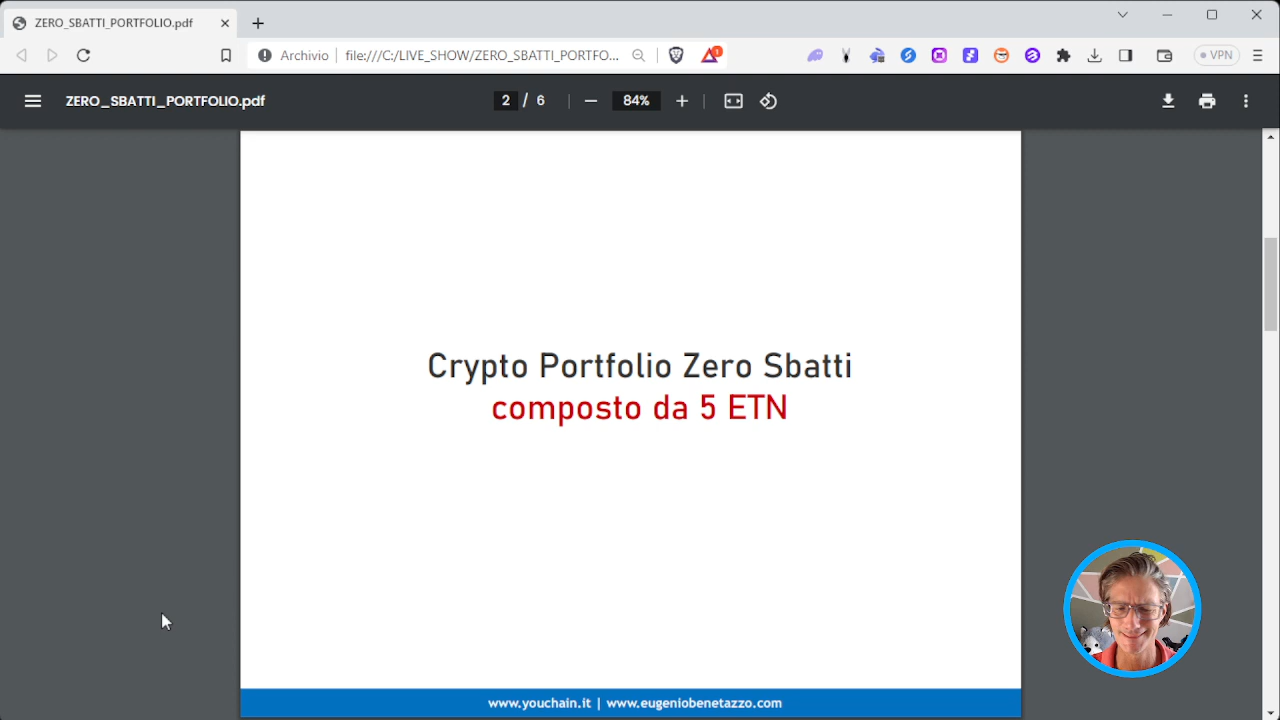 ZERO_SBATTI_PORTFOLIO.pdf
Archivio
file:///C:/LIVE_SHOW/ZERO_SBATTI_PORTFO...
1
VPN
ZERO_SBATTI_PORTFOLIO.pdf
2 / 6
84%
Crypto Portfolio Zero Sbatti
composto da 5 ETN
www.youchain.it | www.eugeniobenetazzo.com